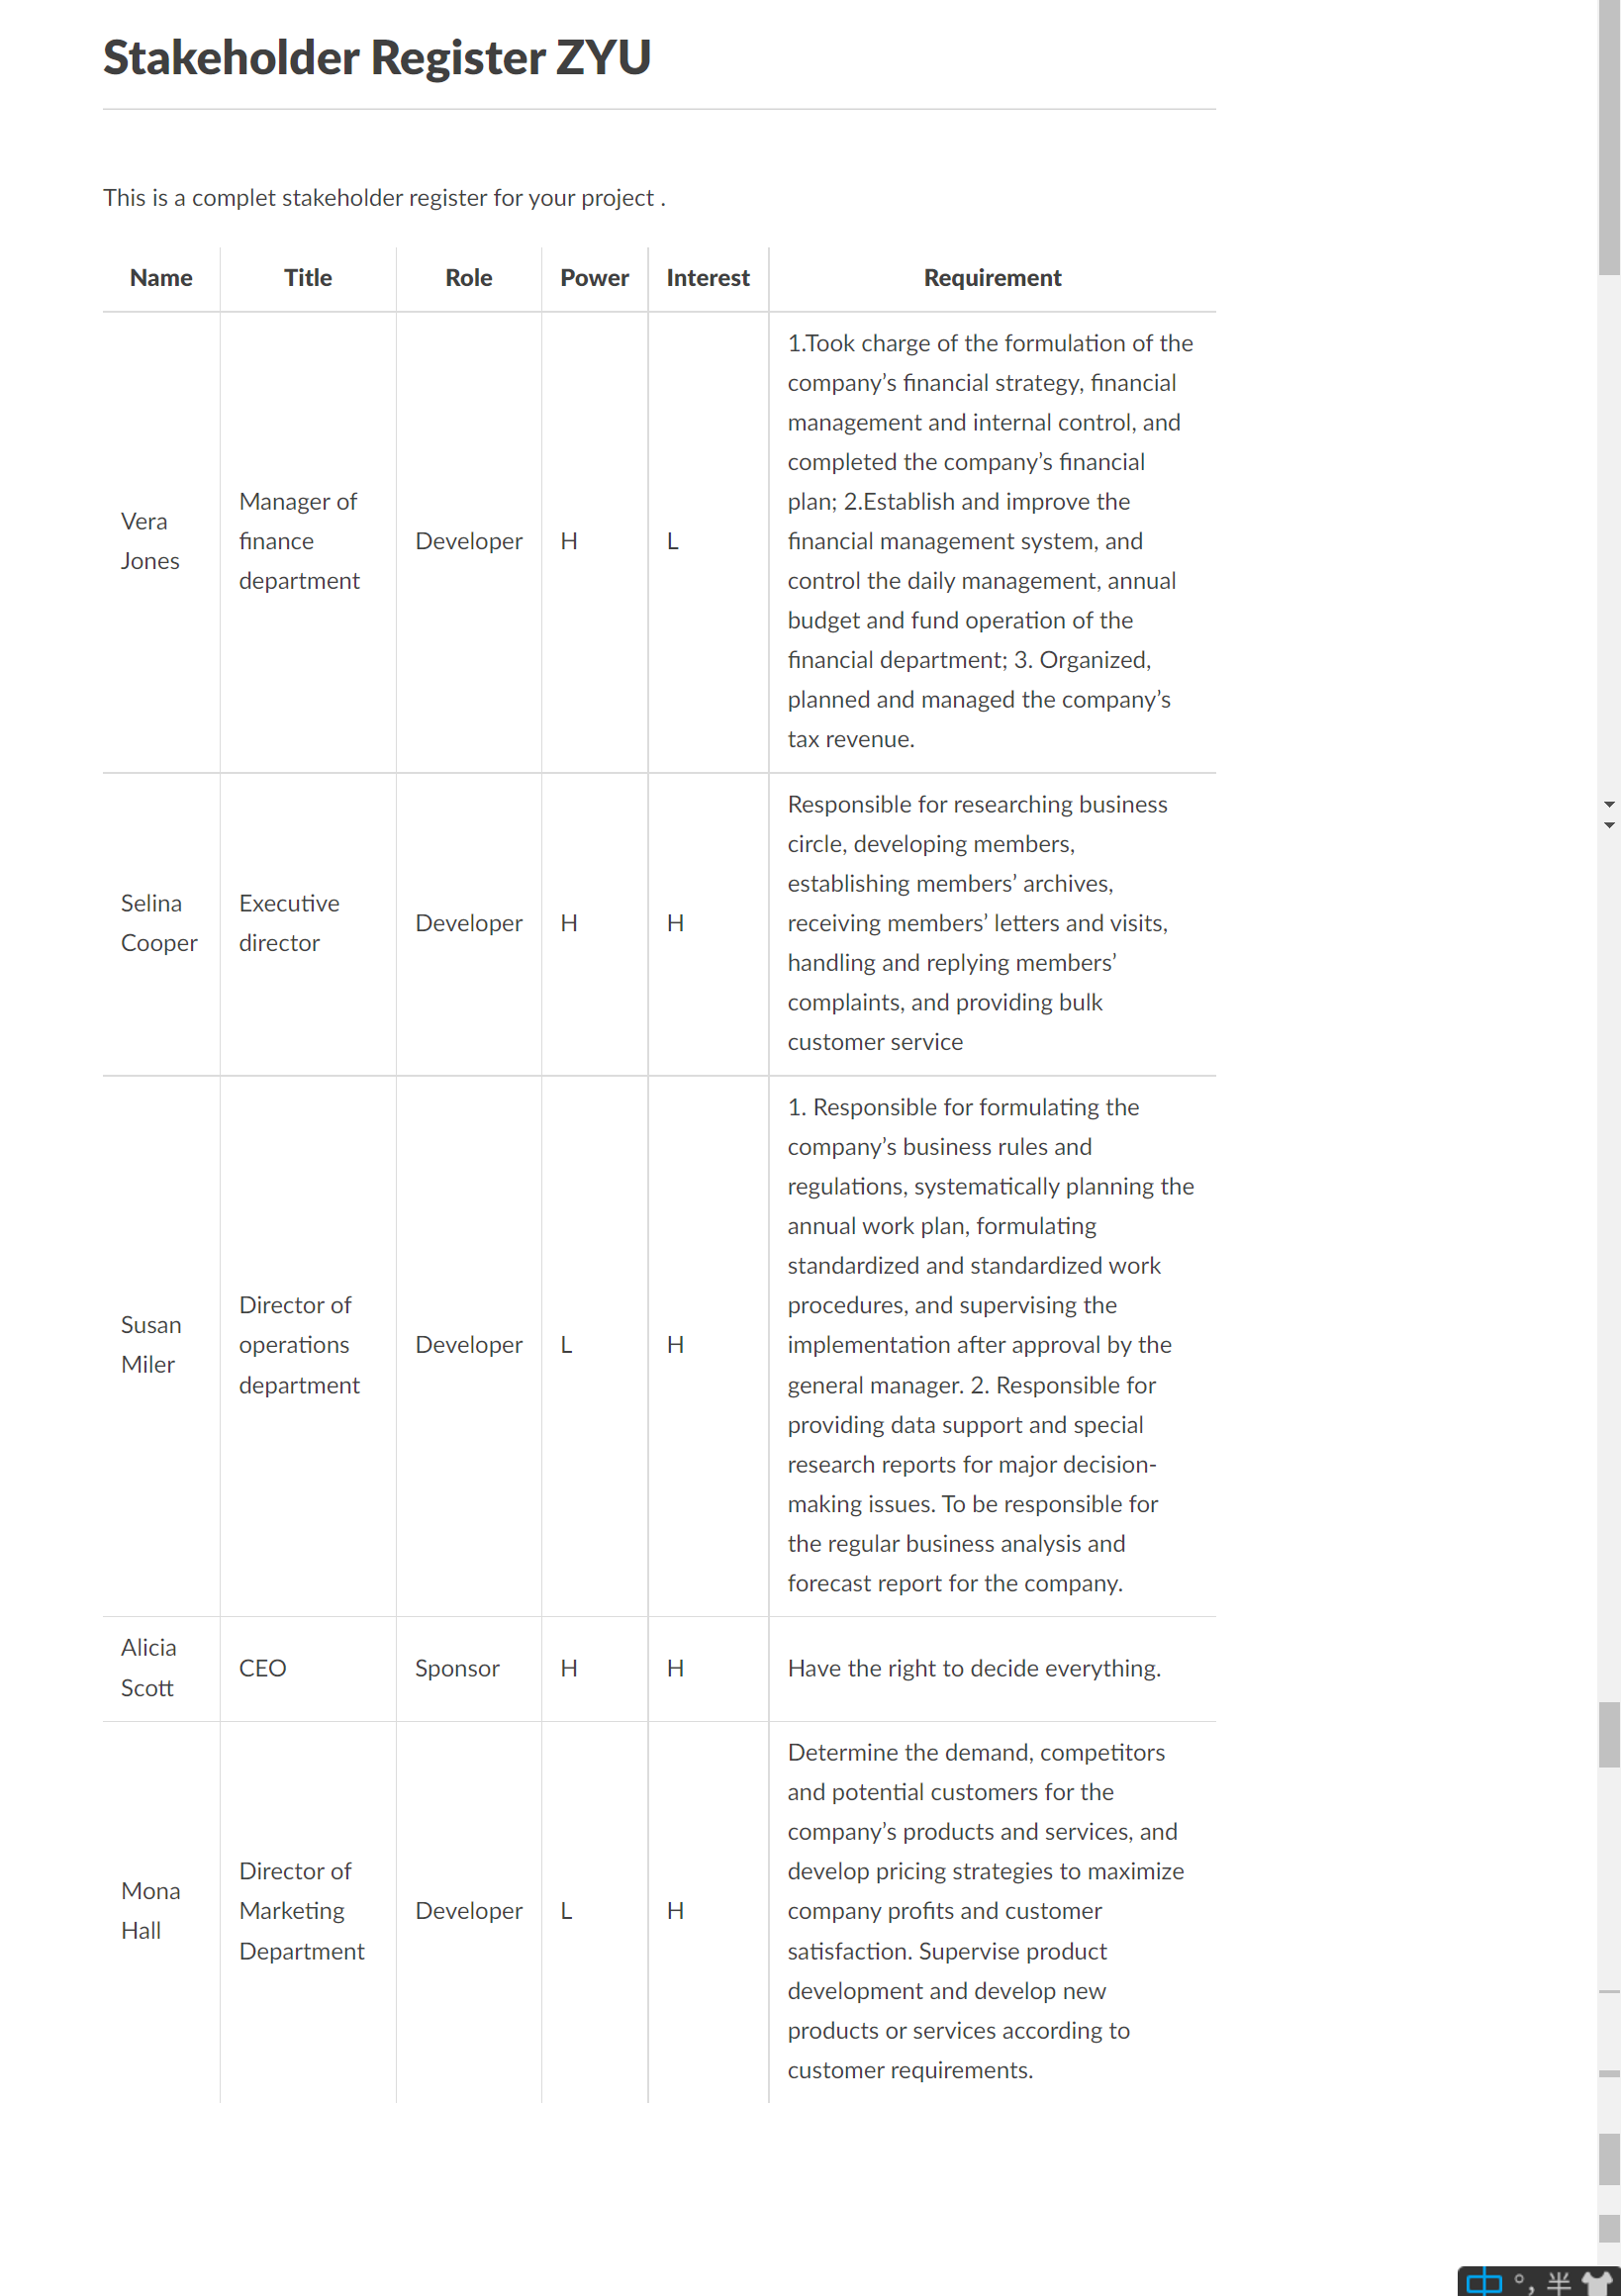 Stakeholder Register ZYU
This is a complet stakeholder register for your project .
Name Title Role Power Interest Requirement
Vera
Jones
Manager of
finance
department
Developer
H
L
1.Took charge of the formulation of the
company’s financial strategy, financial
management and internal control, and
completed the company’s financial
plan; 2.Establish and improve the
financial management system, and
control the daily management, annual
budget and fund operation of the
financial department; 3. Organized,
planned and managed the company’s
tax revenue.
Selina
Cooper
Executive
director
Developer
H
H
Responsible for researching business
circle, developing members,
establishing members’ archives,
receiving members’ letters and visits,
handling and replying members’
complaints, and providing bulk
customer service
Susan
Miler
Director of
operations
department
Developer
L
H
1. Responsible for formulating the
company’s business rules and
regulations, systematically planning the
annual work plan, formulating
standardized and standardized work
procedures, and supervising the
implementation after approval by the
general manager. 2. Responsible for
providing data support and special
research reports for major decision-
making issues. To be responsible for
the regular business analysis and
forecast report for the company.
Alicia
Scott
CEO
Sponsor
H
H
Have the right to decide everything.
Mona
Hall
Director of
Marketing
Department
Developer
L
H
Determine the demand, competitors
and potential customers for the
company’s products and services, and
develop pricing strategies to maximize
company profits and customer
satisfaction. Supervise product
development and develop new
products or services according to
customer requirements.
中 °, 半